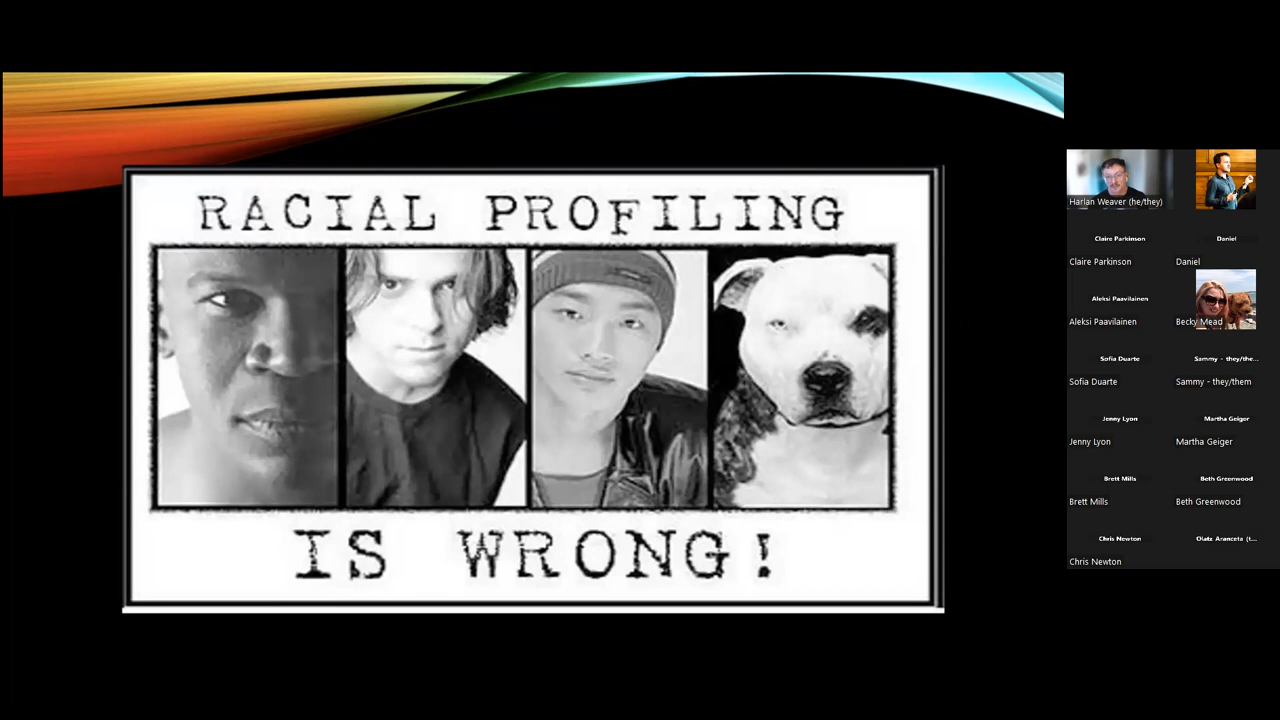 RACIAL PROFILING
IS WRONG!
Harlan Weaver (he/they)
Claire Parkinson
Daniel
Claire Parkinson
Daniel
Aleksi Paavilainen
Aleksi Paavilainen
Becky Mead
Sofia Duarte
Sammy - they/the...
Sofia Duarte
Sammy - they/them
Jenny Lyon
Martha Geiger
Jenny Lyon
Martha Geiger
Brett Mills
Beth Greenwood
Brett Mills
Beth Greenwood
Chris Newton
Olatz Aranceta (t...
Chris Newton